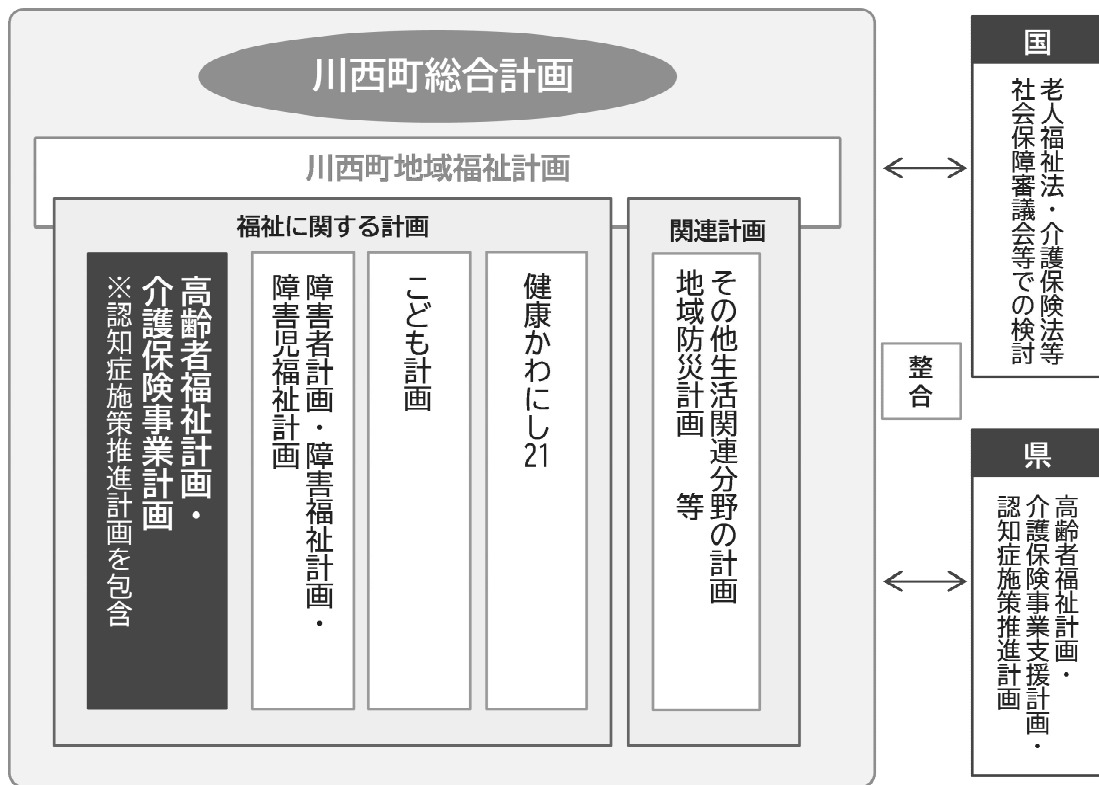 川西町総合計画
川西町地域福祉計画
福祉に関する計画
高齢者福祉計画・
介護保険事業計画
※認知症施策推進計画を包含
障害者計画・障害福祉計画・
障害児福祉計画
こども計画
健康かわにし21
関連計画
その他生活関連分野の計画
地域防災計画　等
整合
国
老人福祉法・介護保険法等
社会保障審議会等での検討
県
高齢者福祉計画・
介護保険事業支援計画・
認知症施策推進計画